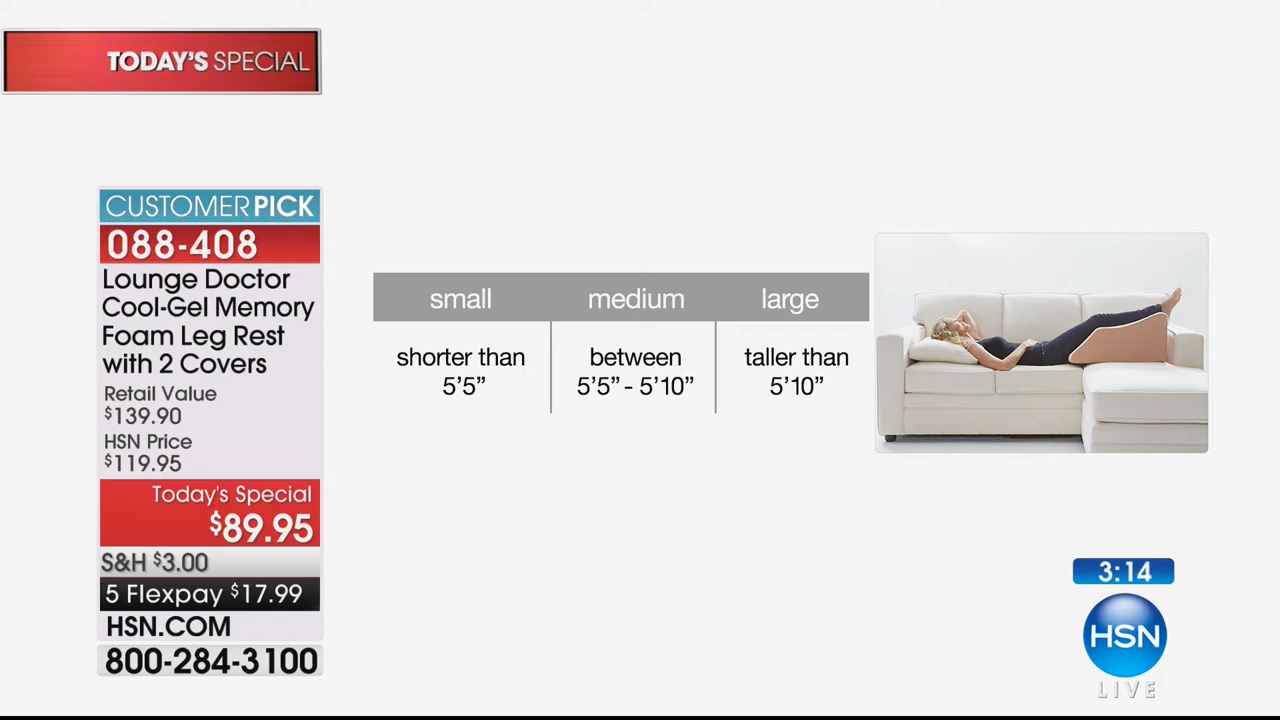 TODAY'S SPECIAL
CUSTOMERPICK
088-408
Lounge Doctor
Cool-Gel Memory
Foam Leg Rest
with 2 Covers
Retail Value
$139.90
HSN Price
$119.95
Today's Special
$89.95
S&H $3.00
5 Flexpay $17.99
HSN.COM
800-284-3100
small medium large
shorter than between taller than
5’5” 5’5” - 5’10” 5’10”
3:14
HSN
LIVE